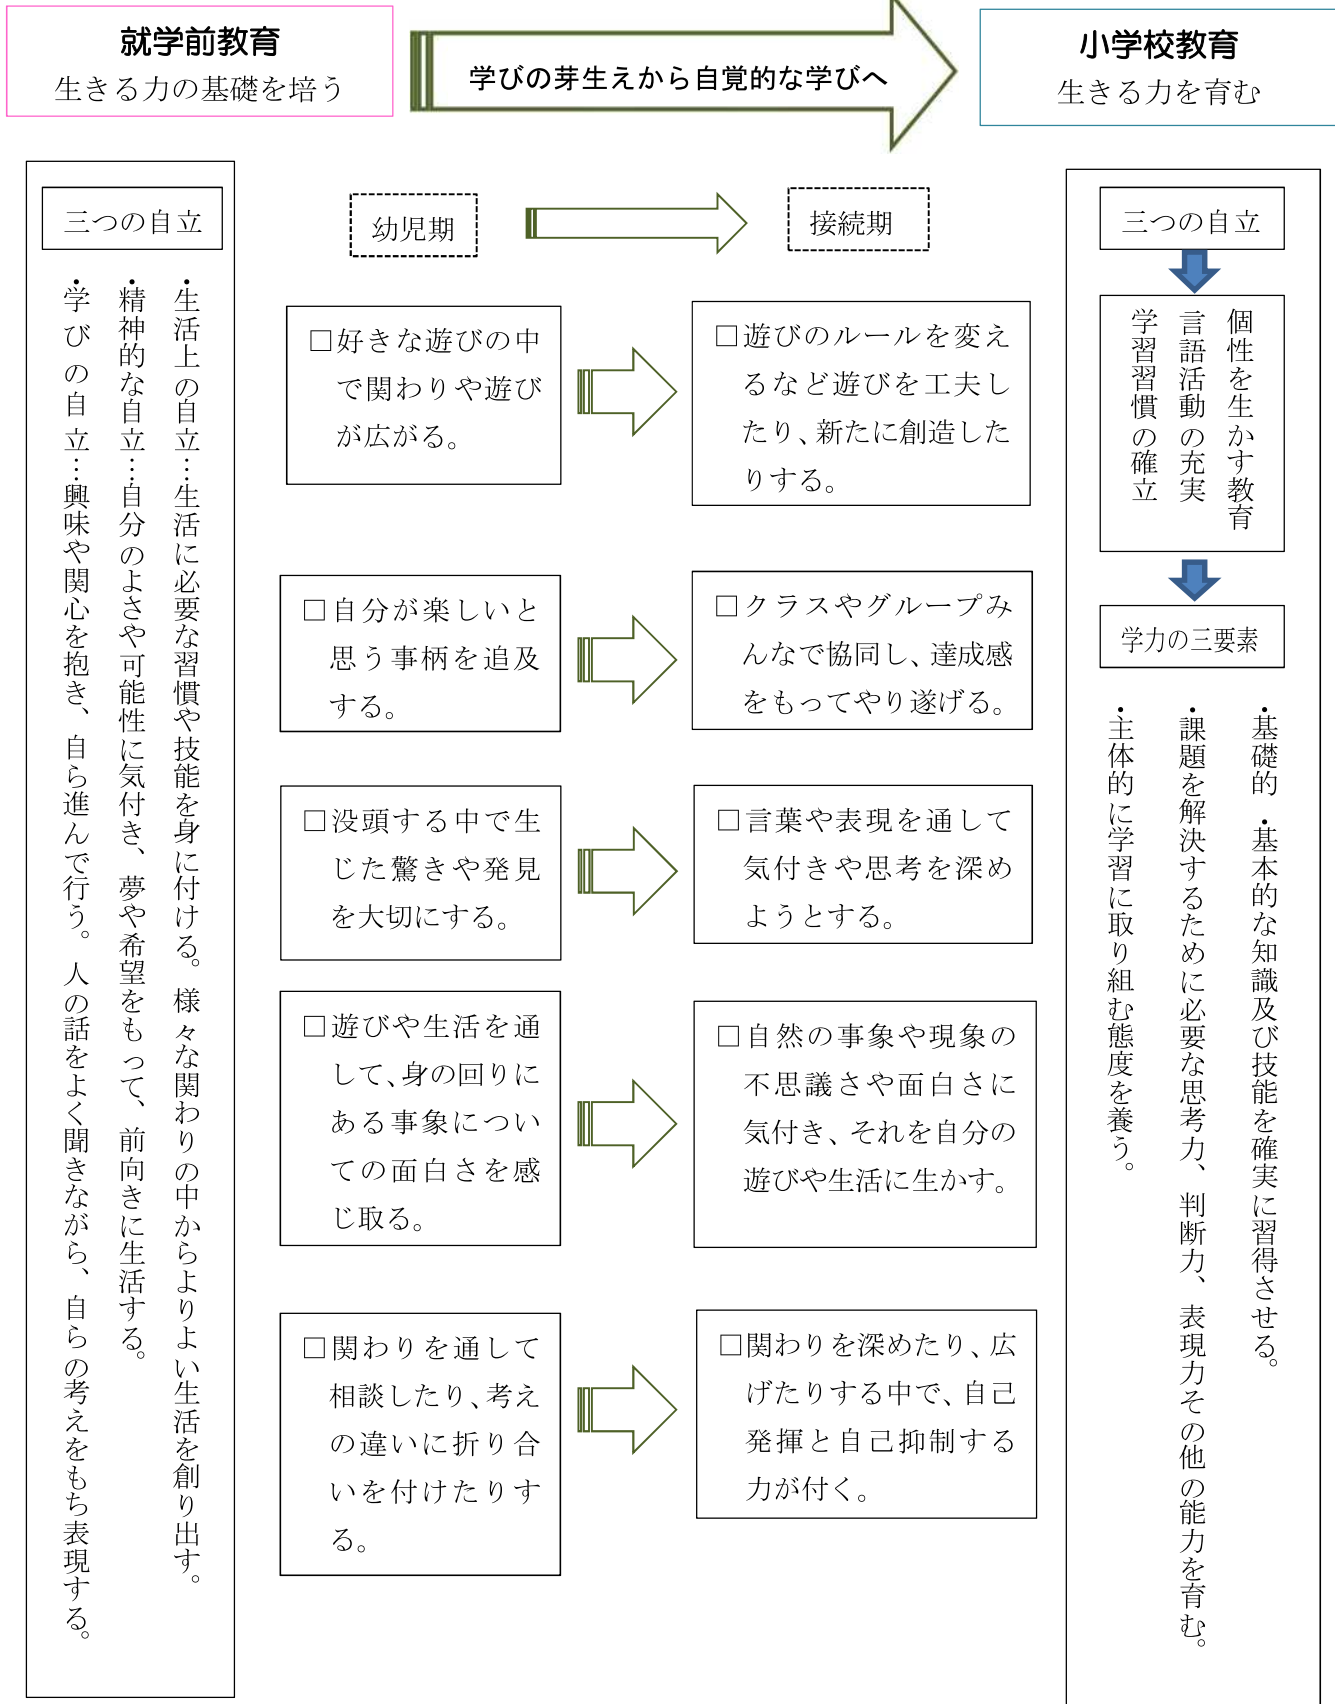 就学前教育
生きる力の基礎を培う
学びの芽生えから自覚的な学びへ
小学校教育
生きる力を育む
三つの自立
・生活上の自立…生活に必要な習慣や技能を身に付ける。様々な関わりの中からよりよい生活を創り出す。
・精神的な自立…自分のよさや可能性に気付き、夢や希望をもって、前向きに生活する。
・学びの自立…興味や関心を抱き、自ら進んで行う。人の話をよく聞きながら、自らの考えをもち表現する。
幼児期
接続期
□好きな遊びの中
で関わりや遊び
が広がる。
□遊びのルールを変え
るなど遊びを工夫し
たり、新たに創造した
りする。
□自分が楽しいと
思う事柄を追及
する。
□クラスやグループみ
んなで協同し、達成感
をもってやり遂げる。
□没頭する中で生
じた驚きや発見
を大切にする。
□言葉や表現を通して
気付きや思考を深め
ようとする。
□遊びや生活を通
して、身の回りに
ある事象につい
ての面白さを感
じ取る。
□自然の事象や現象の
不思議さや面白さに
気付き、それを自分の
遊びや生活に生かす。
□関わりを通して
相談したり、考え
の違いに折り合
いを付けたりす
る。
□関わりを深めたり、広
げたりする中で、自己
発揮と自己抑制する
力が付く。
三つの自立
個性を生かす教育
言語活動の充実
学習習慣の確立
学力の三要素
・基礎的・基本的な知識及び技能を確実に習得させる。
・課題を解決するために必要な思考力、判断力、表現力その他の能力を育む。
・主体的に学習に取り組む態度を養う。